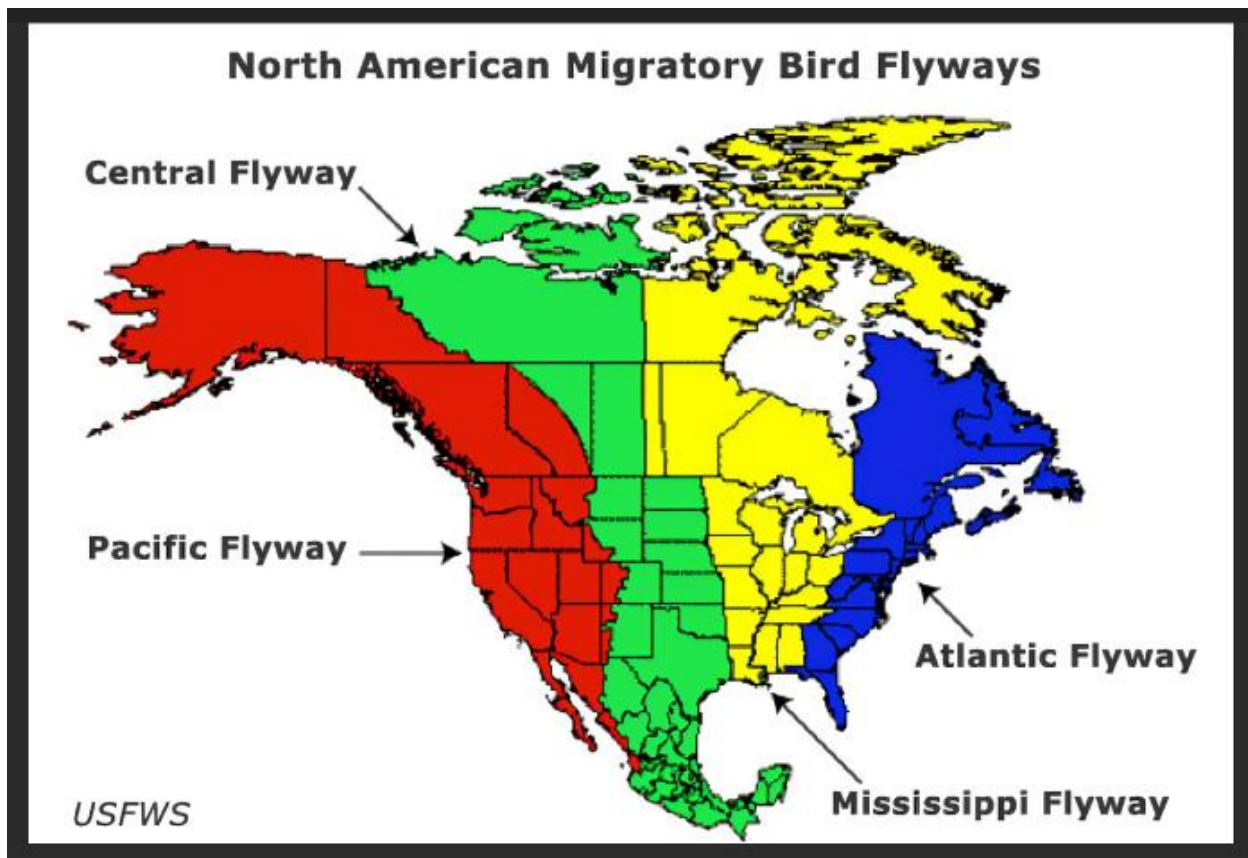 North American Migratory Bird Flyways
Central Flyway
Pacific Flyway
Atlantic Flyway
Mississippi Flyway
USFWS